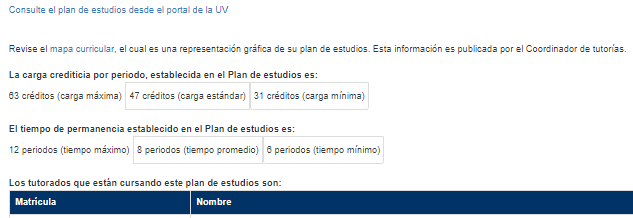 Consulte el plan de estudios desde el portal de la UV
Revise el mapa curricular, el cual es una representación gráfica de su plan de estudios. Esta información es publicada por el Coordinador de tutorías.
La carga crediticia por periodo, establecida en el Plan de estudios es:
63 créditos (carga máxima) 47 créditos (carga estándar) 31 créditos (carga mínima)
El tiempo de permanencia establecido en el Plan de estudios es:
12 periodos (tiempo máximo) 8 periodos (tiempo promedio) 6 periodos (tiempo mínimo)
Los tutorados que están cursando este plan de estudios son:
Matrícula Nombre